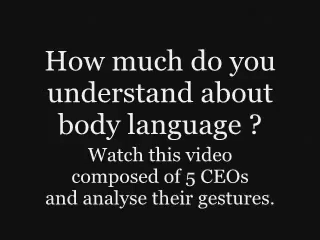 How much do you
understand about
body language ?
Watch this video
composed of 5 CEOs
and analyse their gestures.